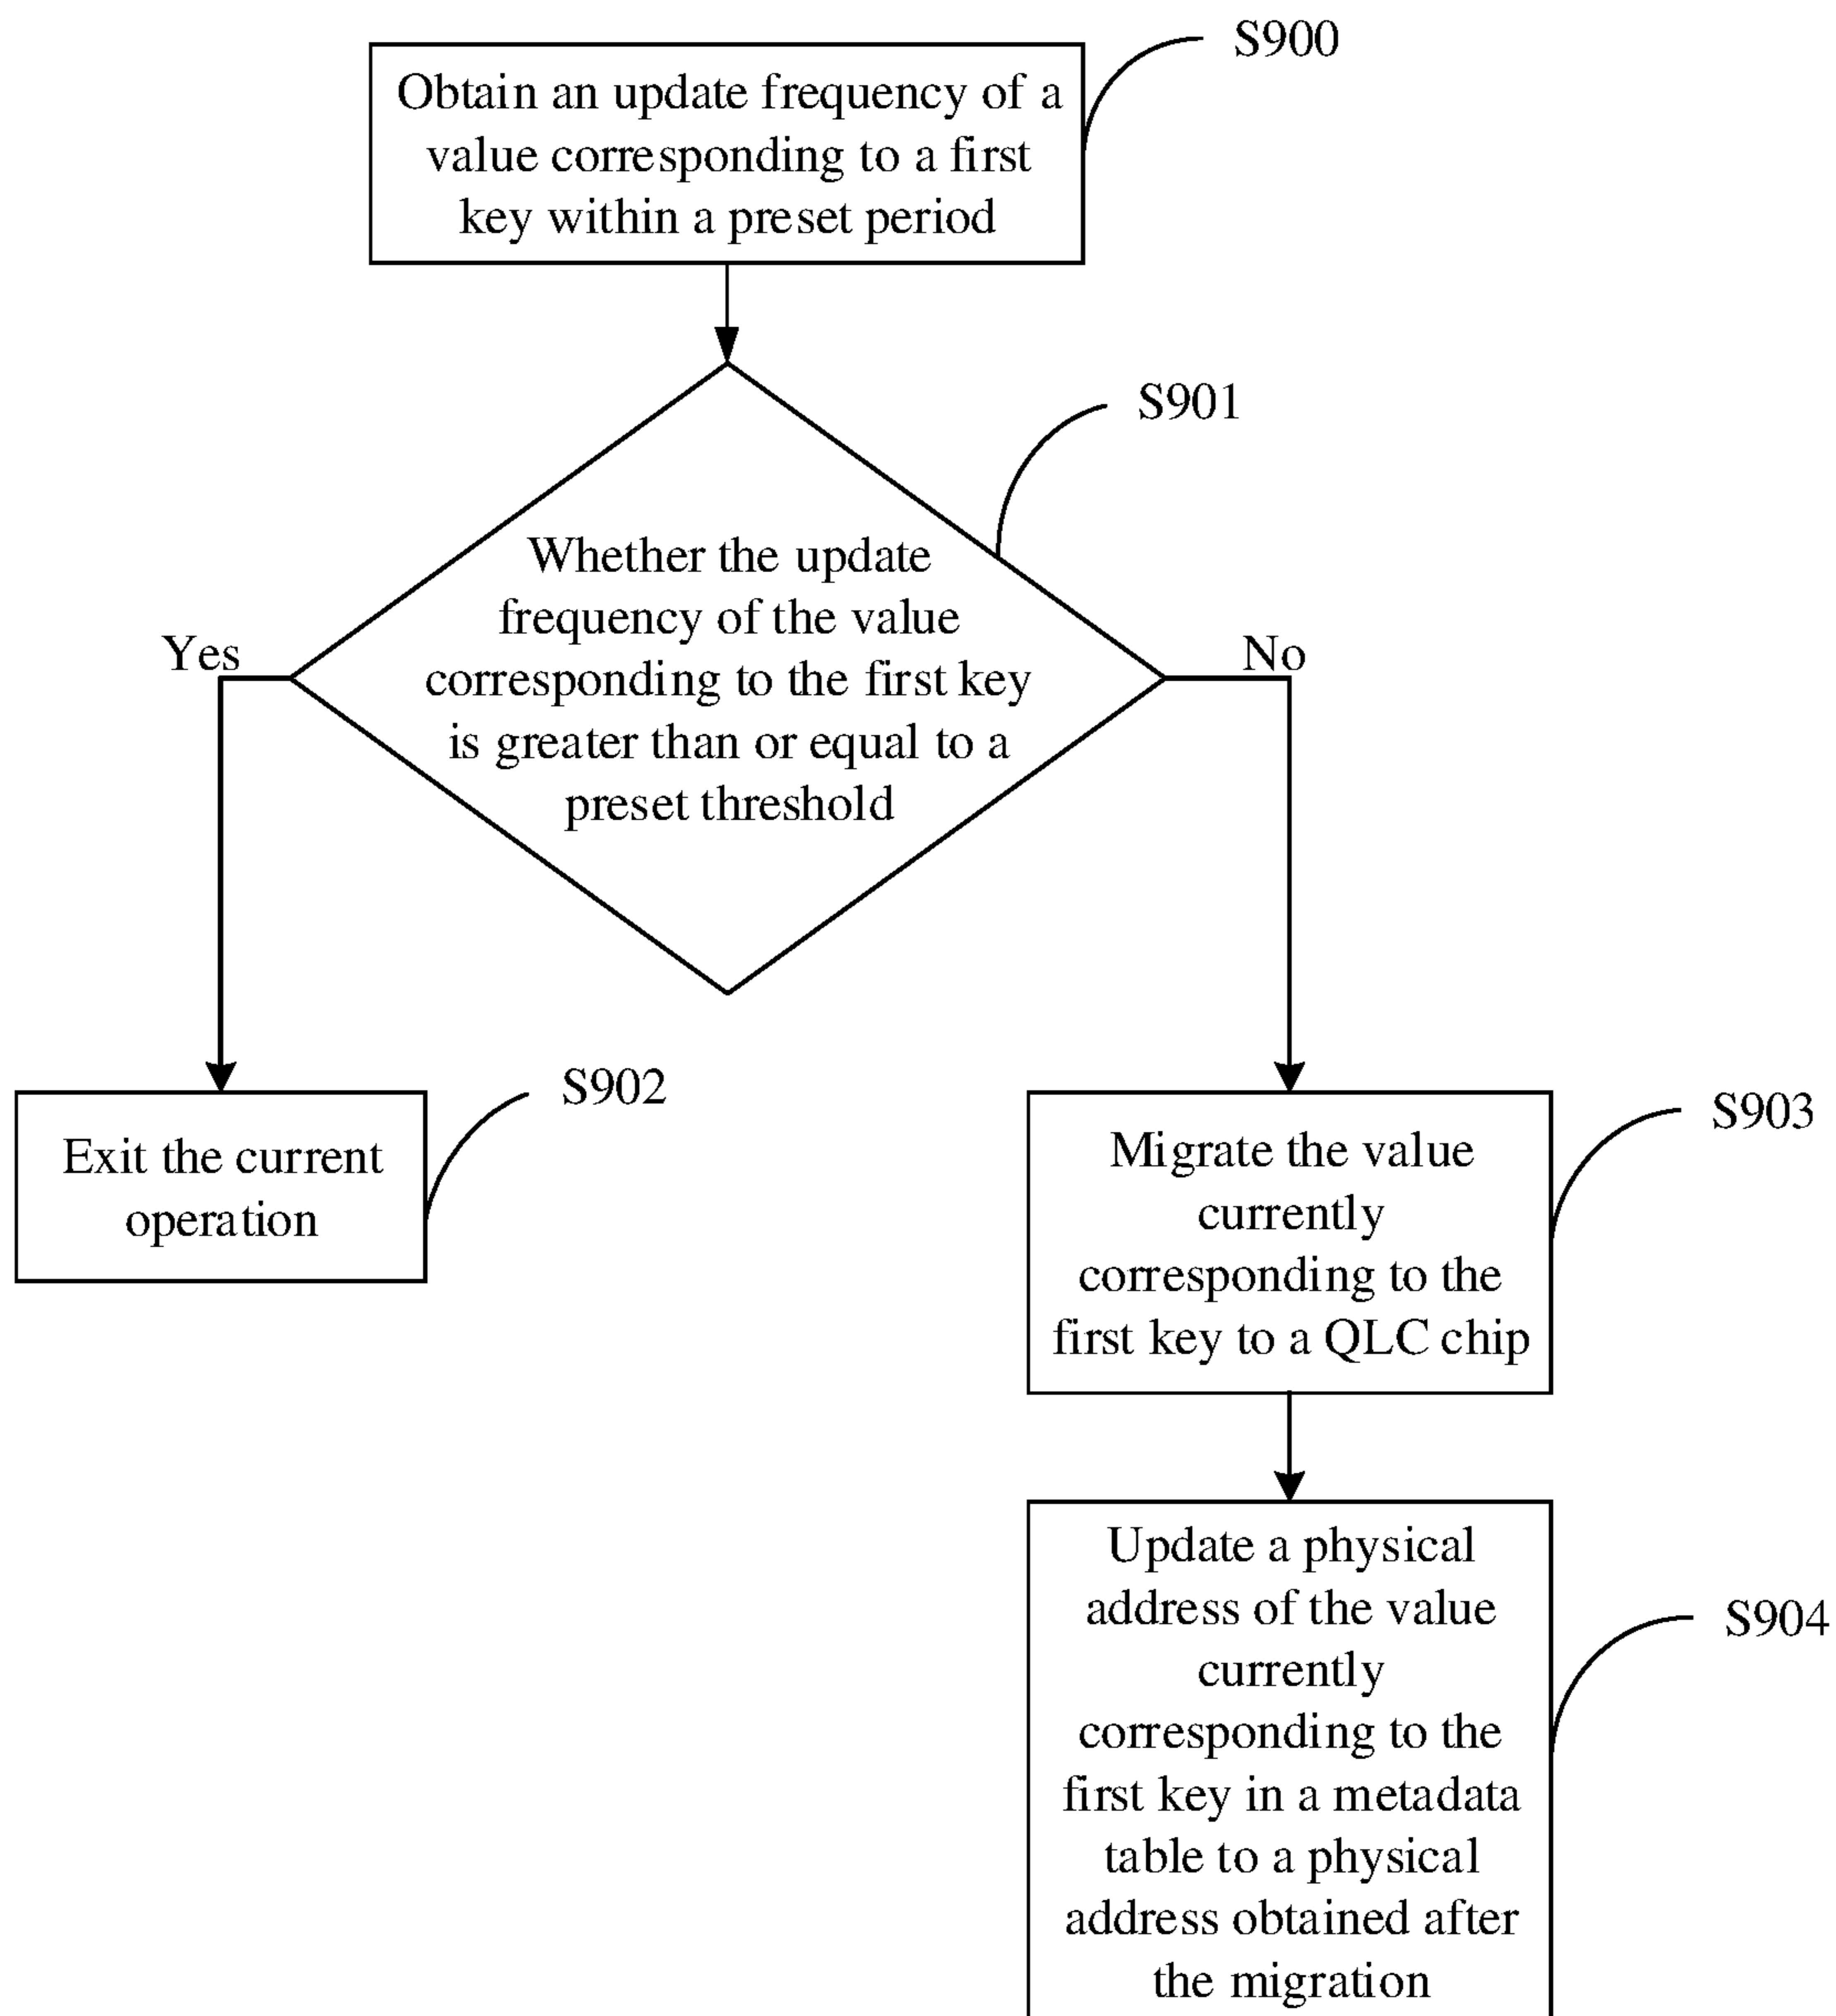 S900
Obtain an update frequency of a
value corresponding to a first
key within a preset period
S901
Whether the update
frequency of the value
corresponding to the first key
is greater than or equal to a
preset threshold
Yes
No
S902
Exit the current
operation
S903
Migrate the value
currently
corresponding to the
first key to a QLC chip
S904
Update a physical
address of the value
currently
corresponding to the
first key in a metadata
table to a physical
address obtained after
the migration